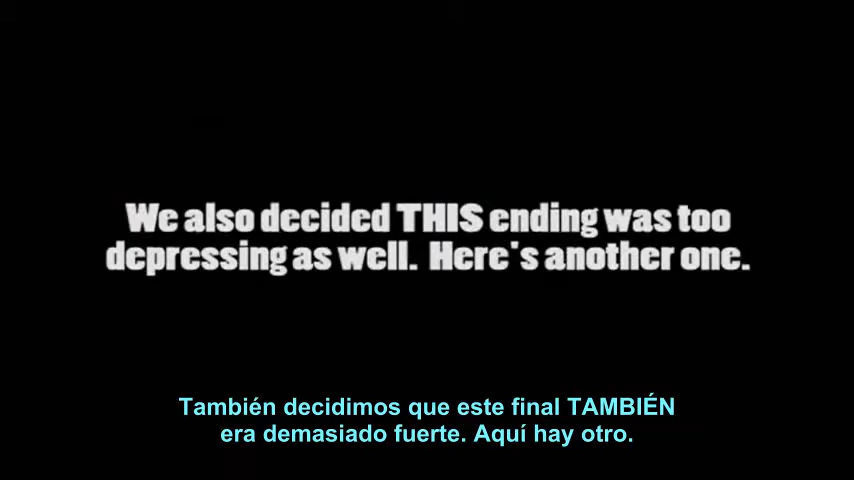 We also decided THIS ending was too
depressing as well. Here's another one.
También decidimos que este final TAMBIÉN
era demasiado fuerte. Aquí hay otro.